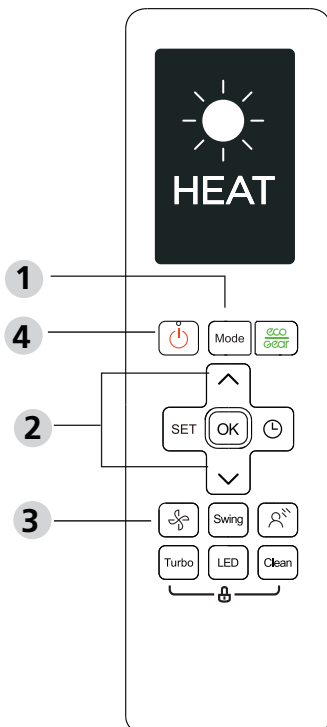 HEAT
1
4
Mode
eco
Gear
2
SET
OK
3
Swing
Turbo
LED
Clean